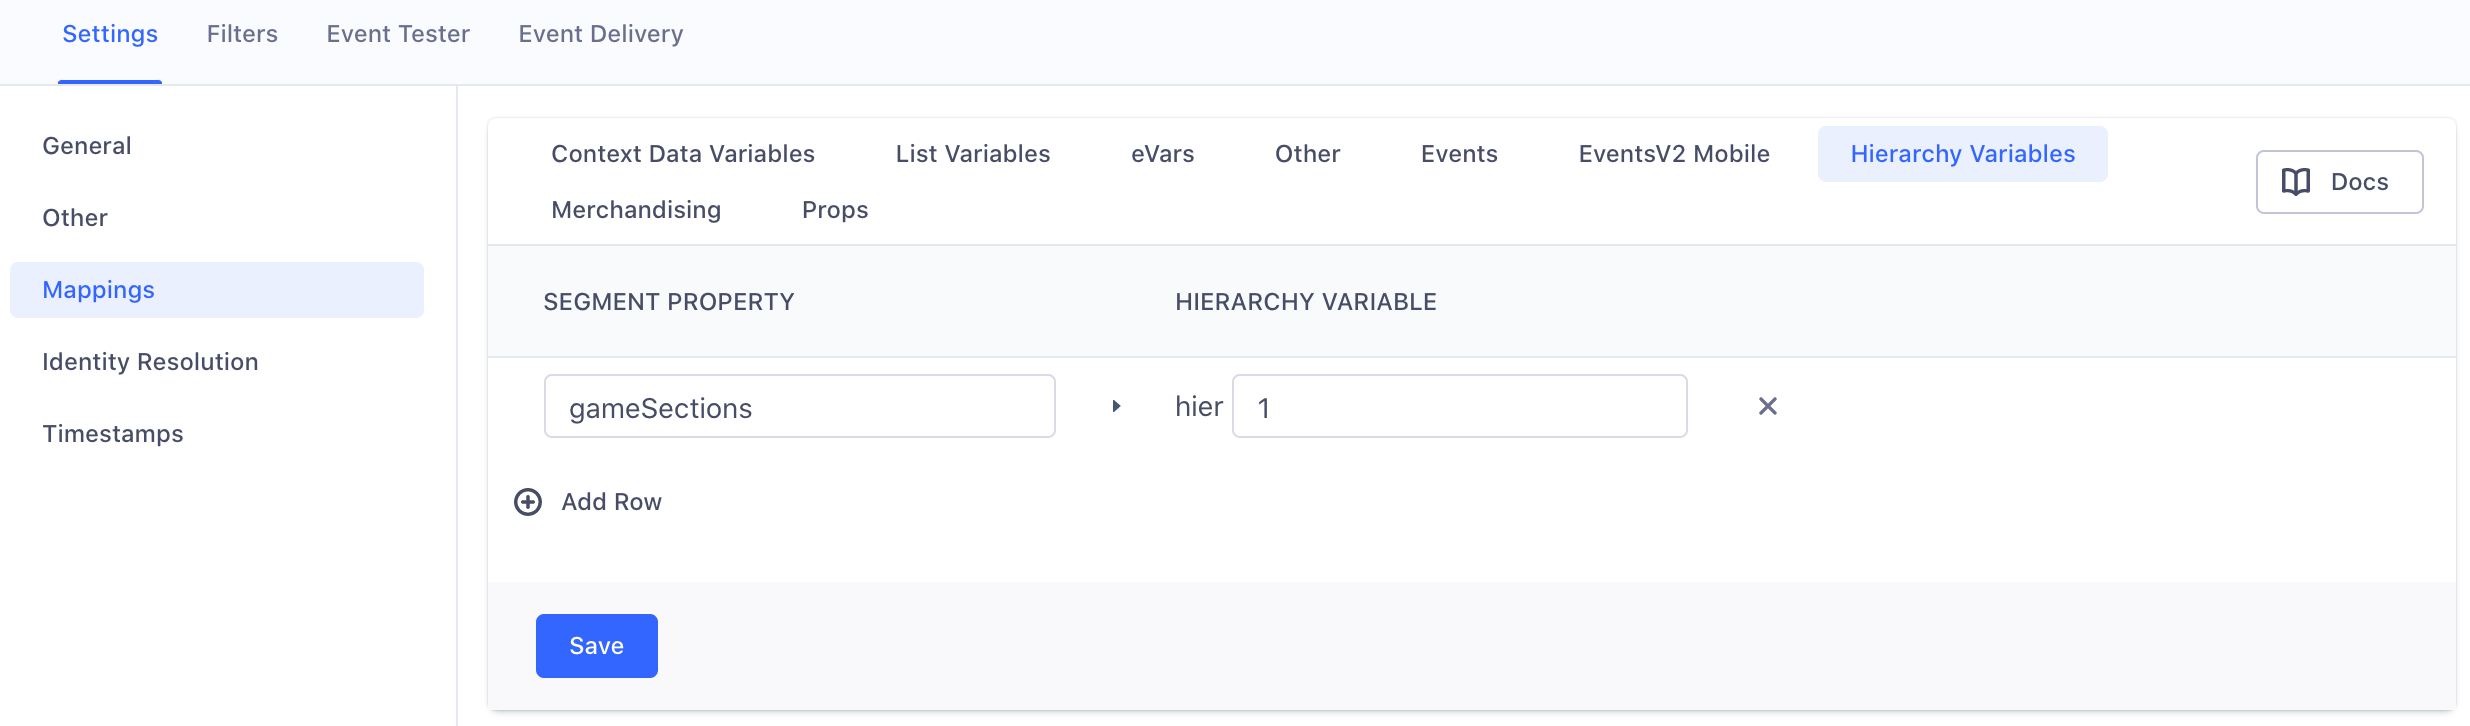 Settings Filters Event Tester Event Delivery
General
Other
Mappings
Identity Resolution
Timestamps
Context Data Variables List Variables eVars Other Events EventsV2 Mobile Hierarchy Variables
Merchandising Props
Docs
SEGMENT PROPERTY HIERARCHY VARIABLE
gameSections hier 1
Add Row
Save